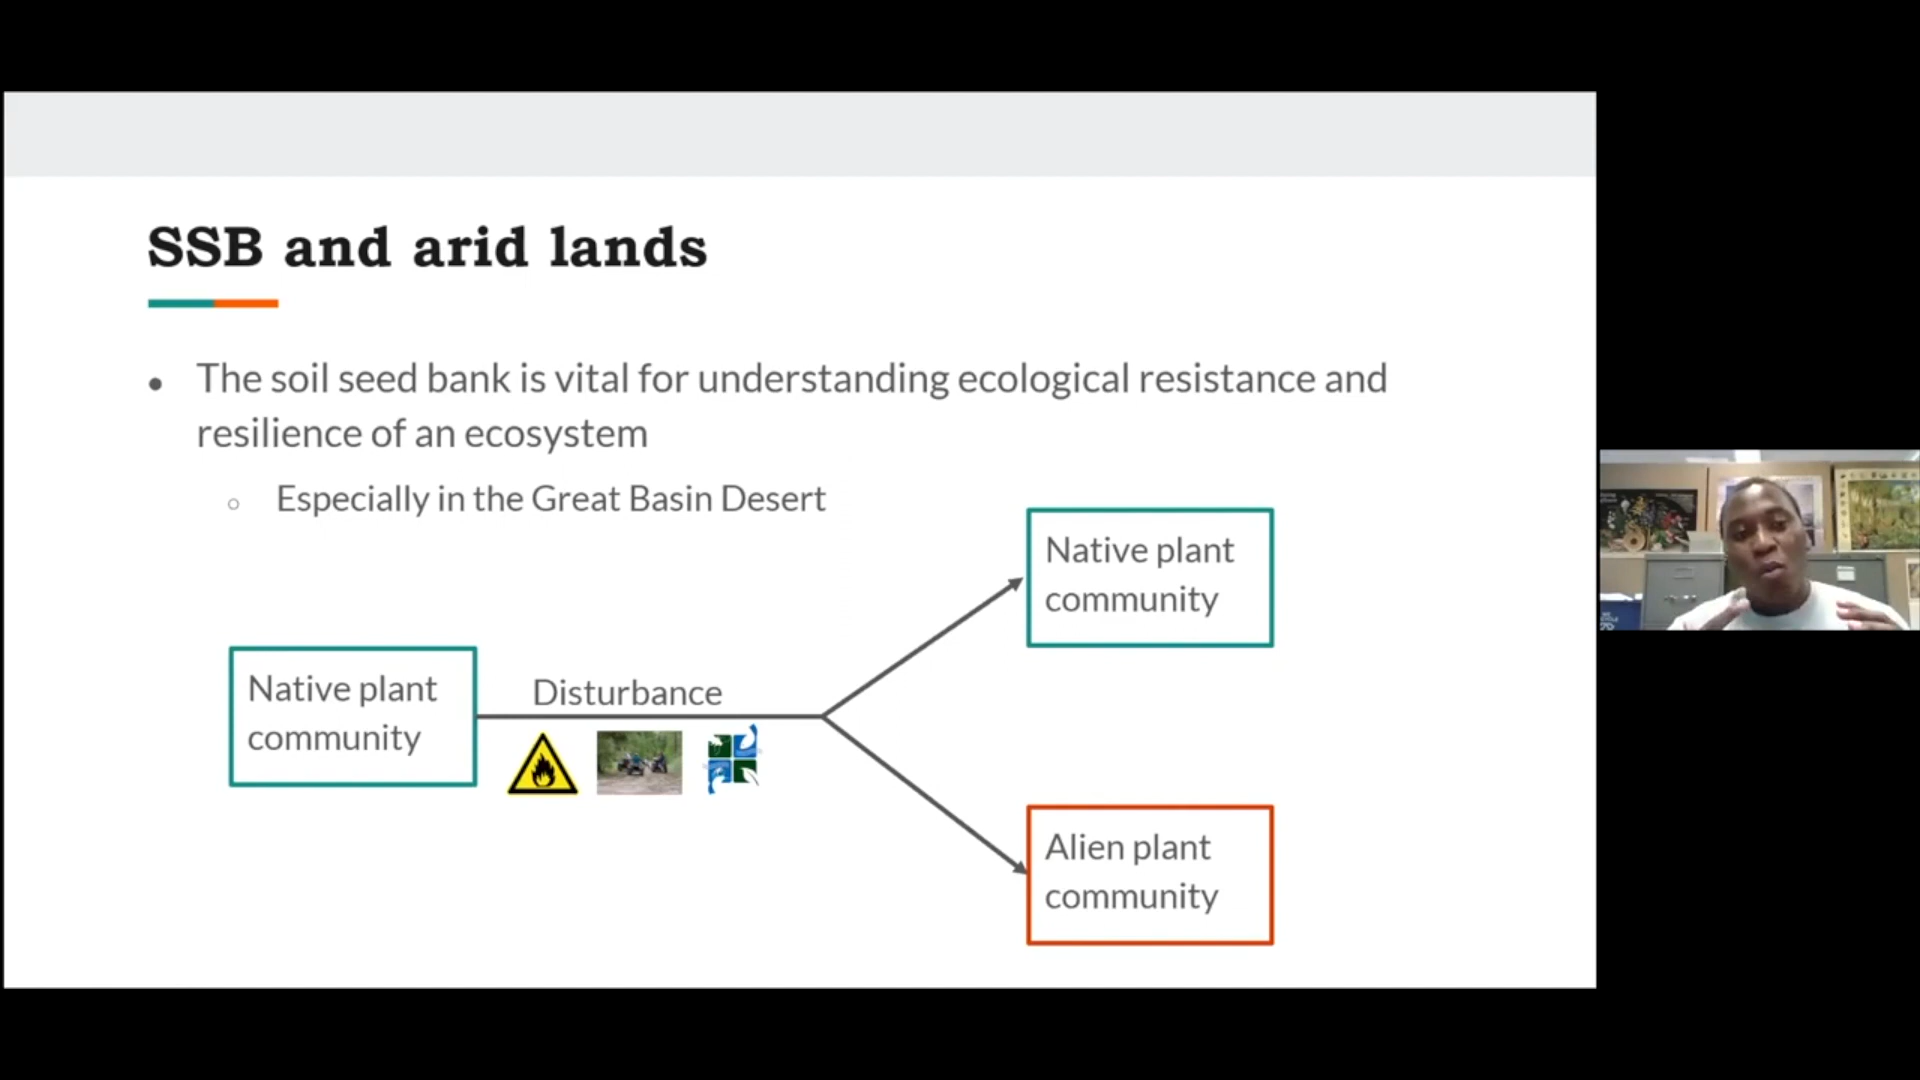 SSB and arid lands
The soil seed bank is vital for understanding ecological resistance and
resilience of an ecosystem
Especially in the Great Basin Desert
Native plant
community
Disturbance
Native plant
community
Alien plant
community